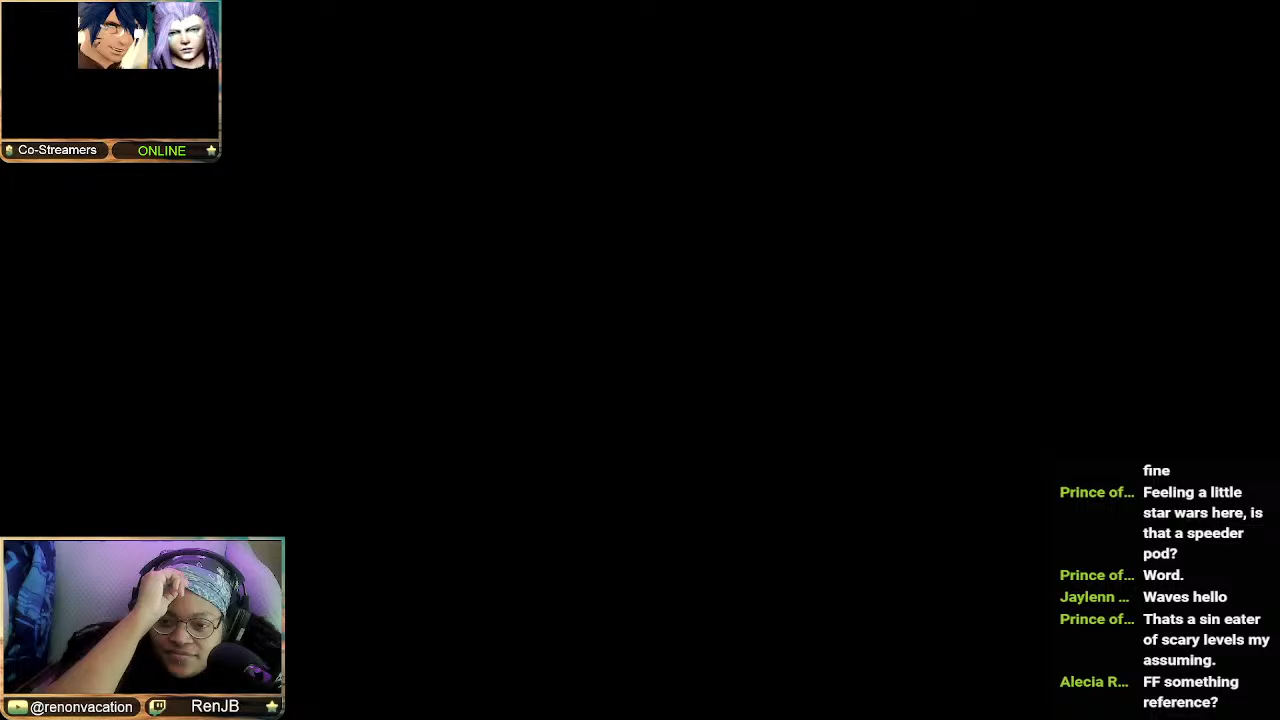 Co-Streamers
ONLINE
fine
Prince of... Feeling a little
star wars here, is
that a speeder
pod?
Prince of... Word.
Jaylenn ... Waves hello
Prince of... Thats a sin eater
of scary levels my
assuming.
Alecia R... FF something
reference?
@renonvacation
RenJB